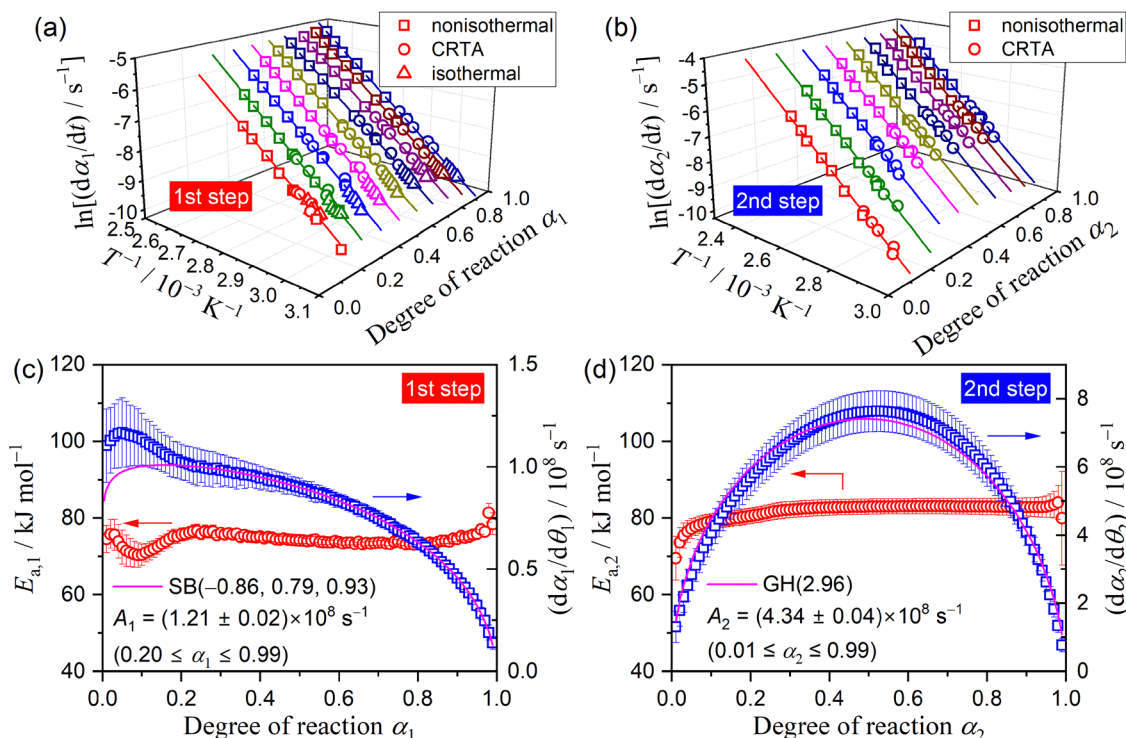 (a)
nonisothermal
CRTA
isothermal
ln[(dα₁/dt) / s⁻¹]
-5
-6
-7
-8
-9
-10
1st step
2.5
2.6
2.7
2.8
2.9
3.0
3.1
T⁻¹ / 10⁻³ K⁻¹
0.0
0.2
0.4
0.6
0.8
1.0
Degree of reaction α₁
(b)
nonisothermal
CRTA
ln[(dα₂/dt) / s⁻¹]
-4
-5
-6
-7
-8
-9
-10
2nd step
2.4
2.6
2.8
3.0
T⁻¹ / 10⁻³ K⁻¹
0.0
0.2
0.4
0.6
0.8
1.0
Degree of reaction α₂
(c)
1st step
Eₐ,₁ / kJ mol⁻¹
120
100
80
60
40
SB(−0.86, 0.79, 0.93)
A₁ = (1.21 ± 0.02)×10⁸ s⁻¹
(0.20 ≤ α₁ ≤ 0.99)
1.5
1.0
0.5
0.0
(dα₁/dθ₁) / 10⁸ s⁻¹
0.0 0.2 0.4 0.6 0.8 1.0
Degree of reaction α₁
(d)
2nd step
Eₐ,₂ / kJ mol⁻¹
120
100
80
60
40
GH(2.96)
A₂ = (4.34 ± 0.04)×10⁸ s⁻¹
(0.01 ≤ α₂ ≤ 0.99)
8
6
4
2
0
(dα₂/dθ₂) / 10⁸ s⁻¹
0.0 0.2 0.4 0.6 0.8 1.0
Degree of reaction α₂